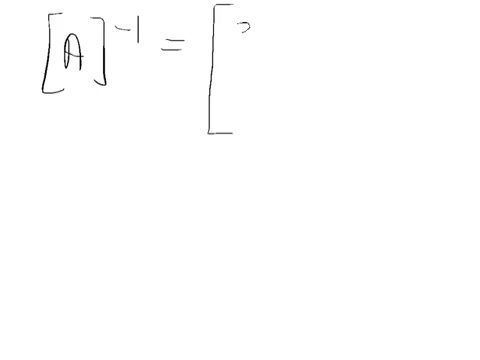 [A]⁻¹ = [